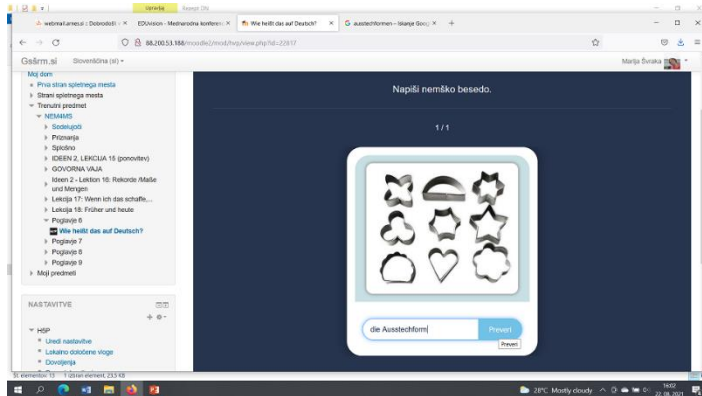 webmail.arnes.si :: Dobrodošli
EDUvision - Mednarodna konferenc
Wie heißt das auf Deutsch?
ausstechformen – Iskanje Goog
88.200.53.188/moodle2/mod/hvp/view.php?id=22817
Gsšrm.si
Slovenščina (sl)
Marija Švraka
Moj dom
Prva stran spletnega mesta
Strani spletnega mesta
Trenutni predmet
NEM4MS
Sodelujoči
Priznanja
Splošno
IDEEN 2, LEKCIJA 15 (ponovitev)
GOVORNA VAJA
Ideen 2 - Lektion 16: Rekorde /Maße
und Mengen
Lekcija 17: Wenn ich das schaffe,...
Lekcija 18: Früher und heute
Poglavje 6
Wie heißt das auf Deutsch?
Poglavje 7
Poglavje 8
Poglavje 9
Moji predmeti
NASTAVITVE
H5P
Uredi nastavitve
Lokalno določene vloge
Dovoljenja
Napiši nemško besedo.
1 / 1
die Ausstechform
Preveri
Preveri
28°C Mostly cloudy
16:02
22. 08. 2021